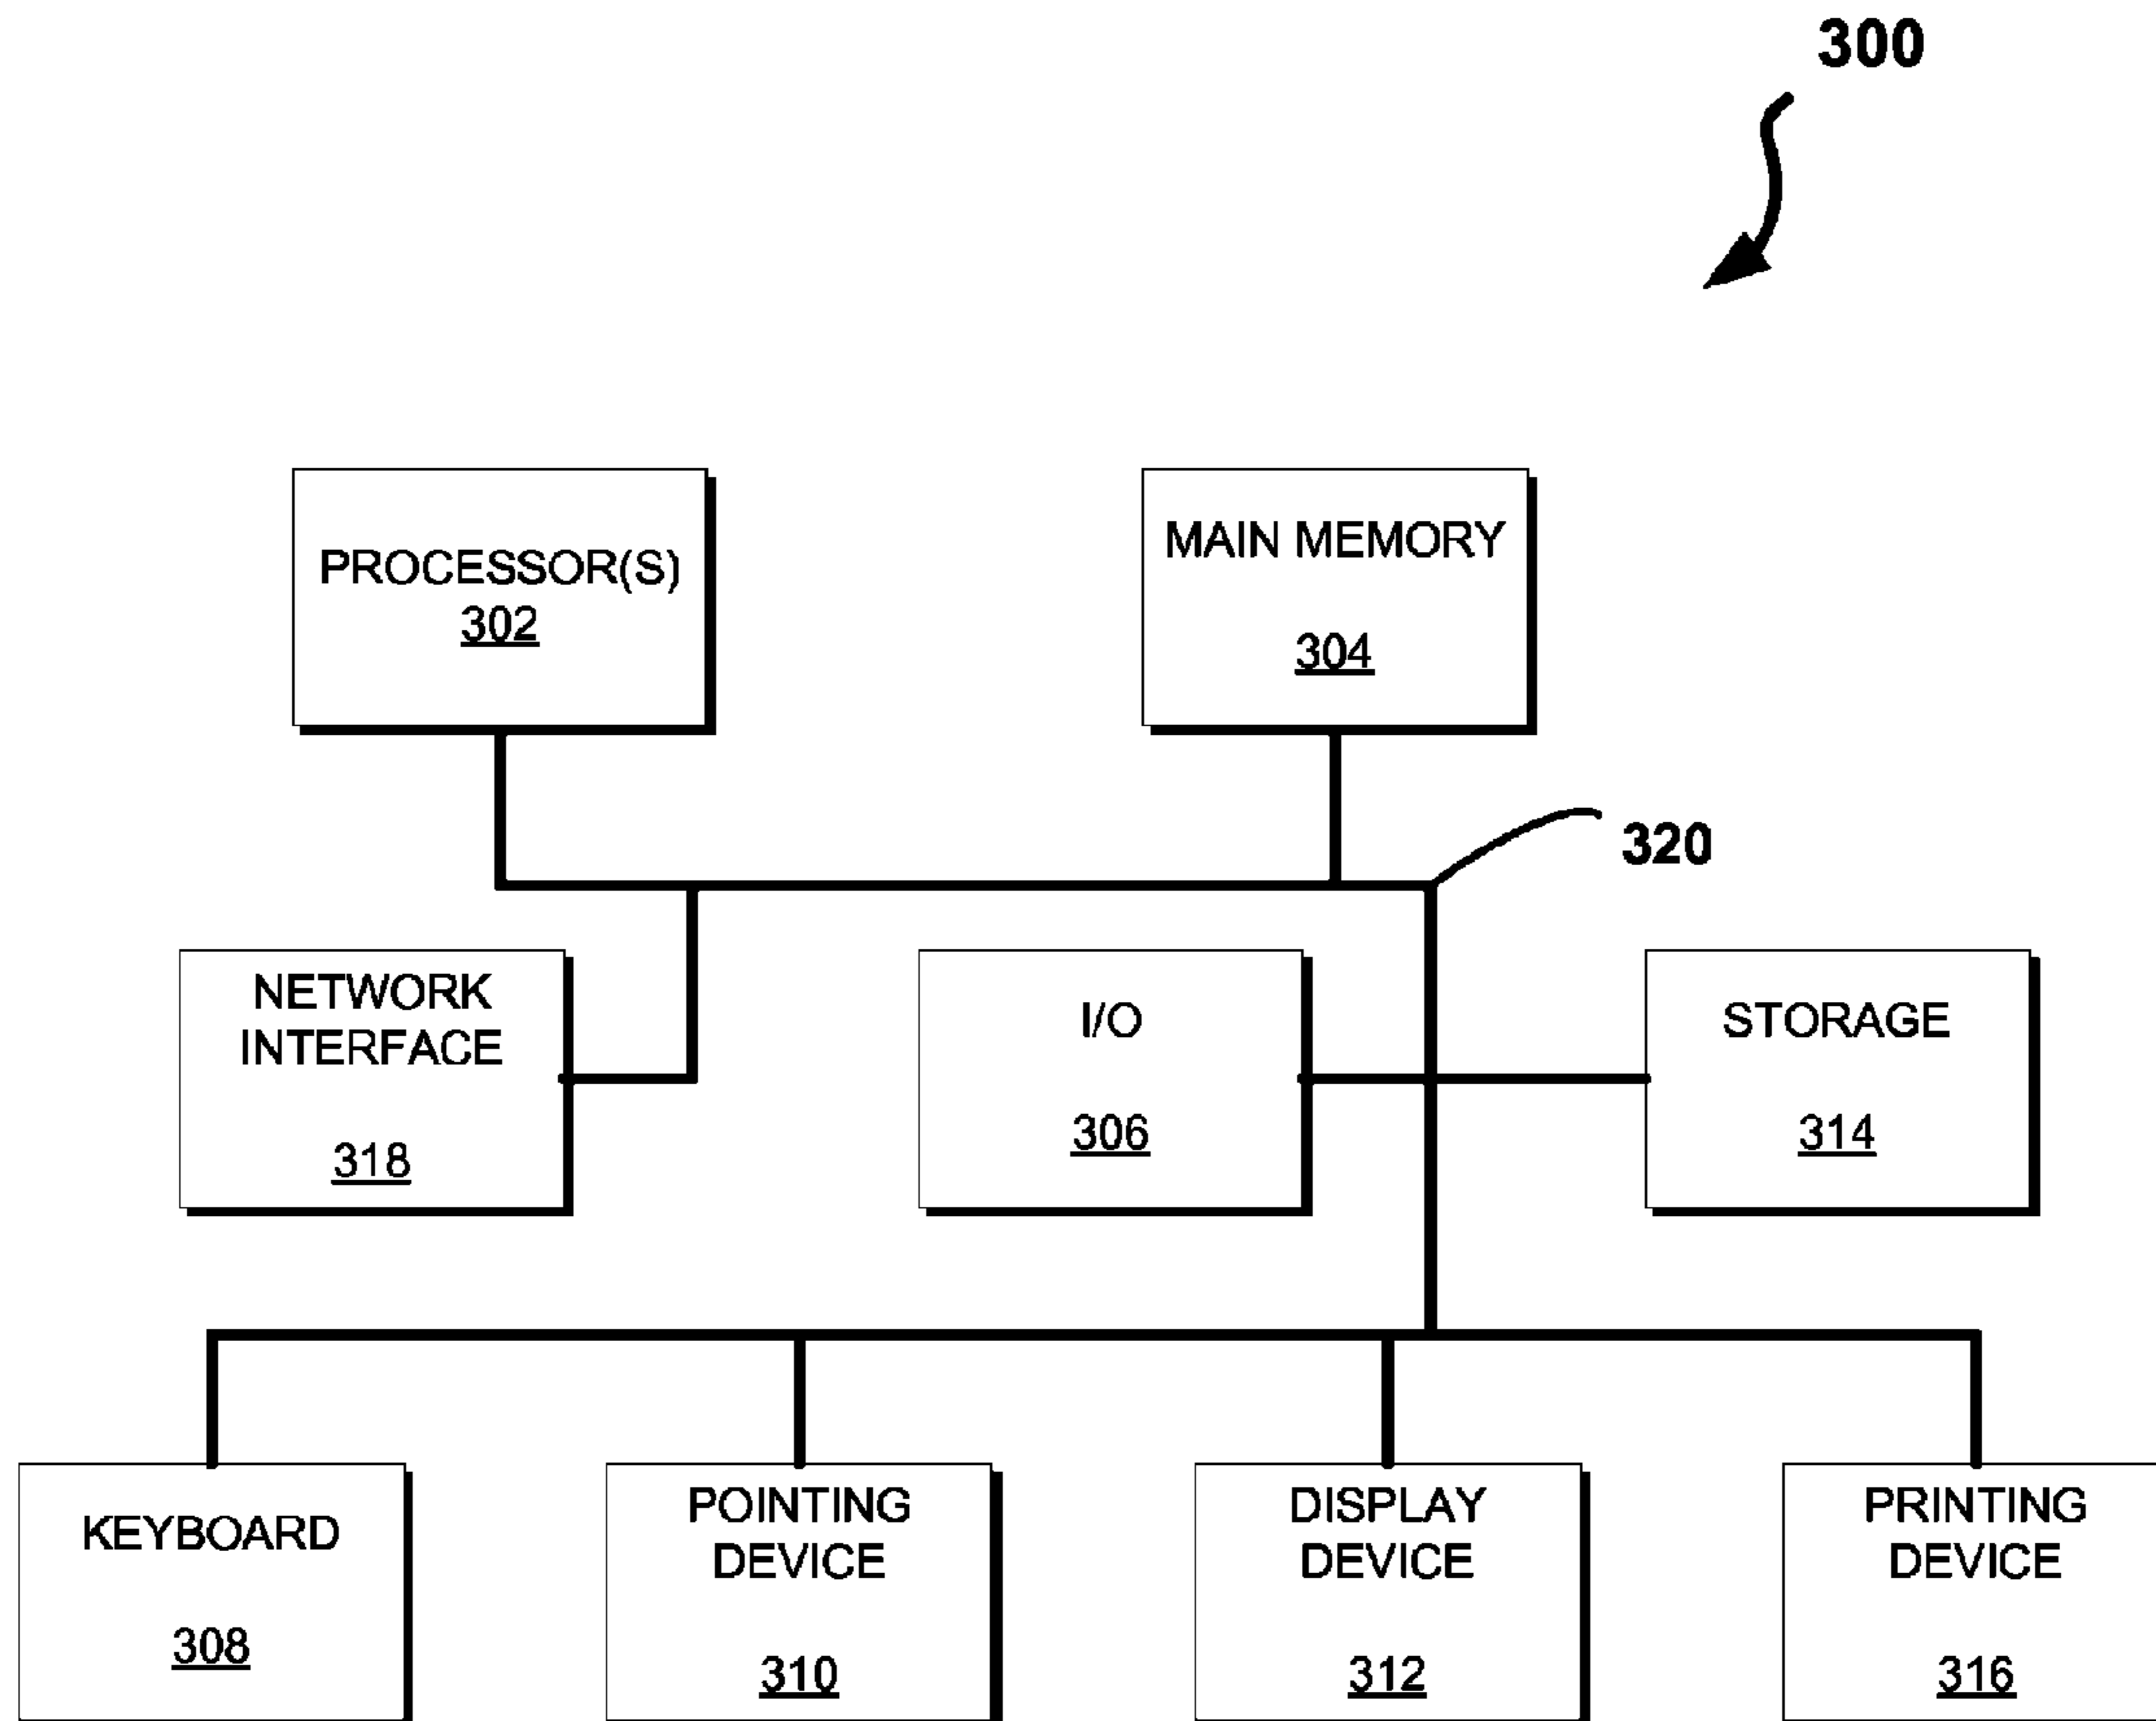 300
PROCESSOR(S)
302
MAIN MEMORY
304
320
NETWORK
INTERFACE
318
I/O
306
STORAGE
314
KEYBOARD
308
POINTING
DEVICE
310
DISPLAY
DEVICE
312
PRINTING
DEVICE
316